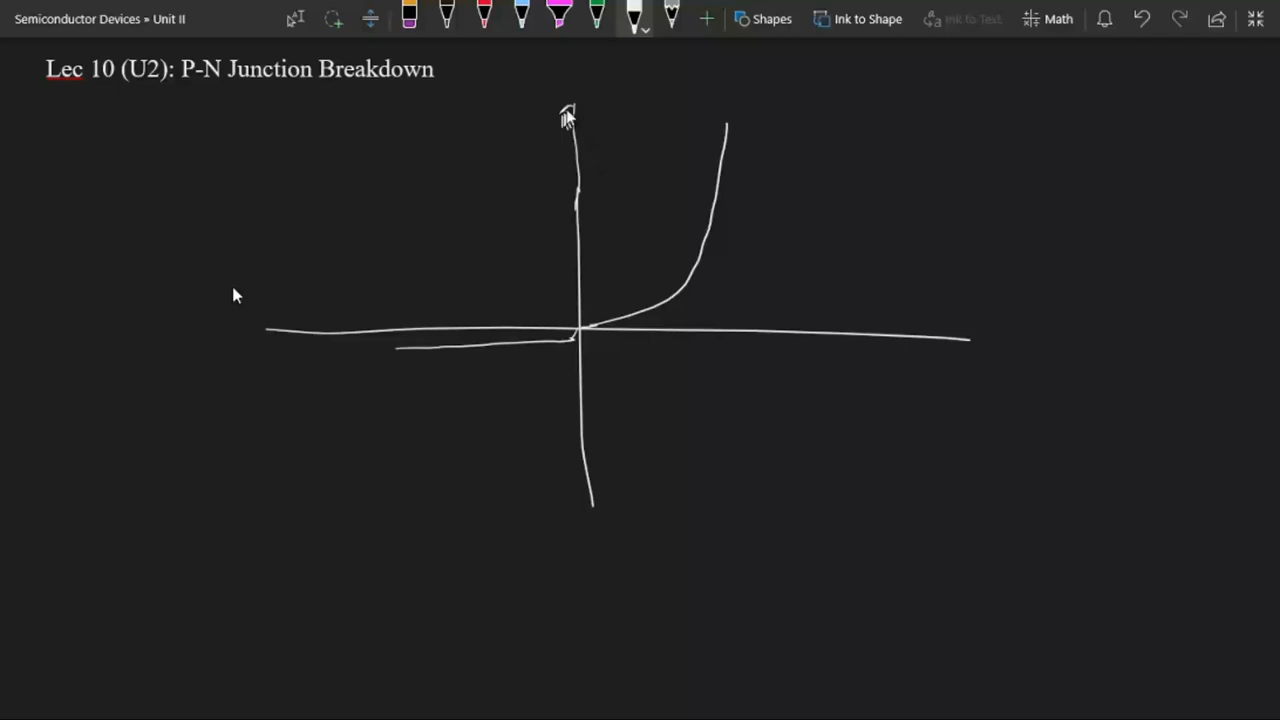 Semiconductor Devices » Unit II
Shapes
Ink to Shape
Ink to Text
Math
Lec 10 (U2): P-N Junction Breakdown